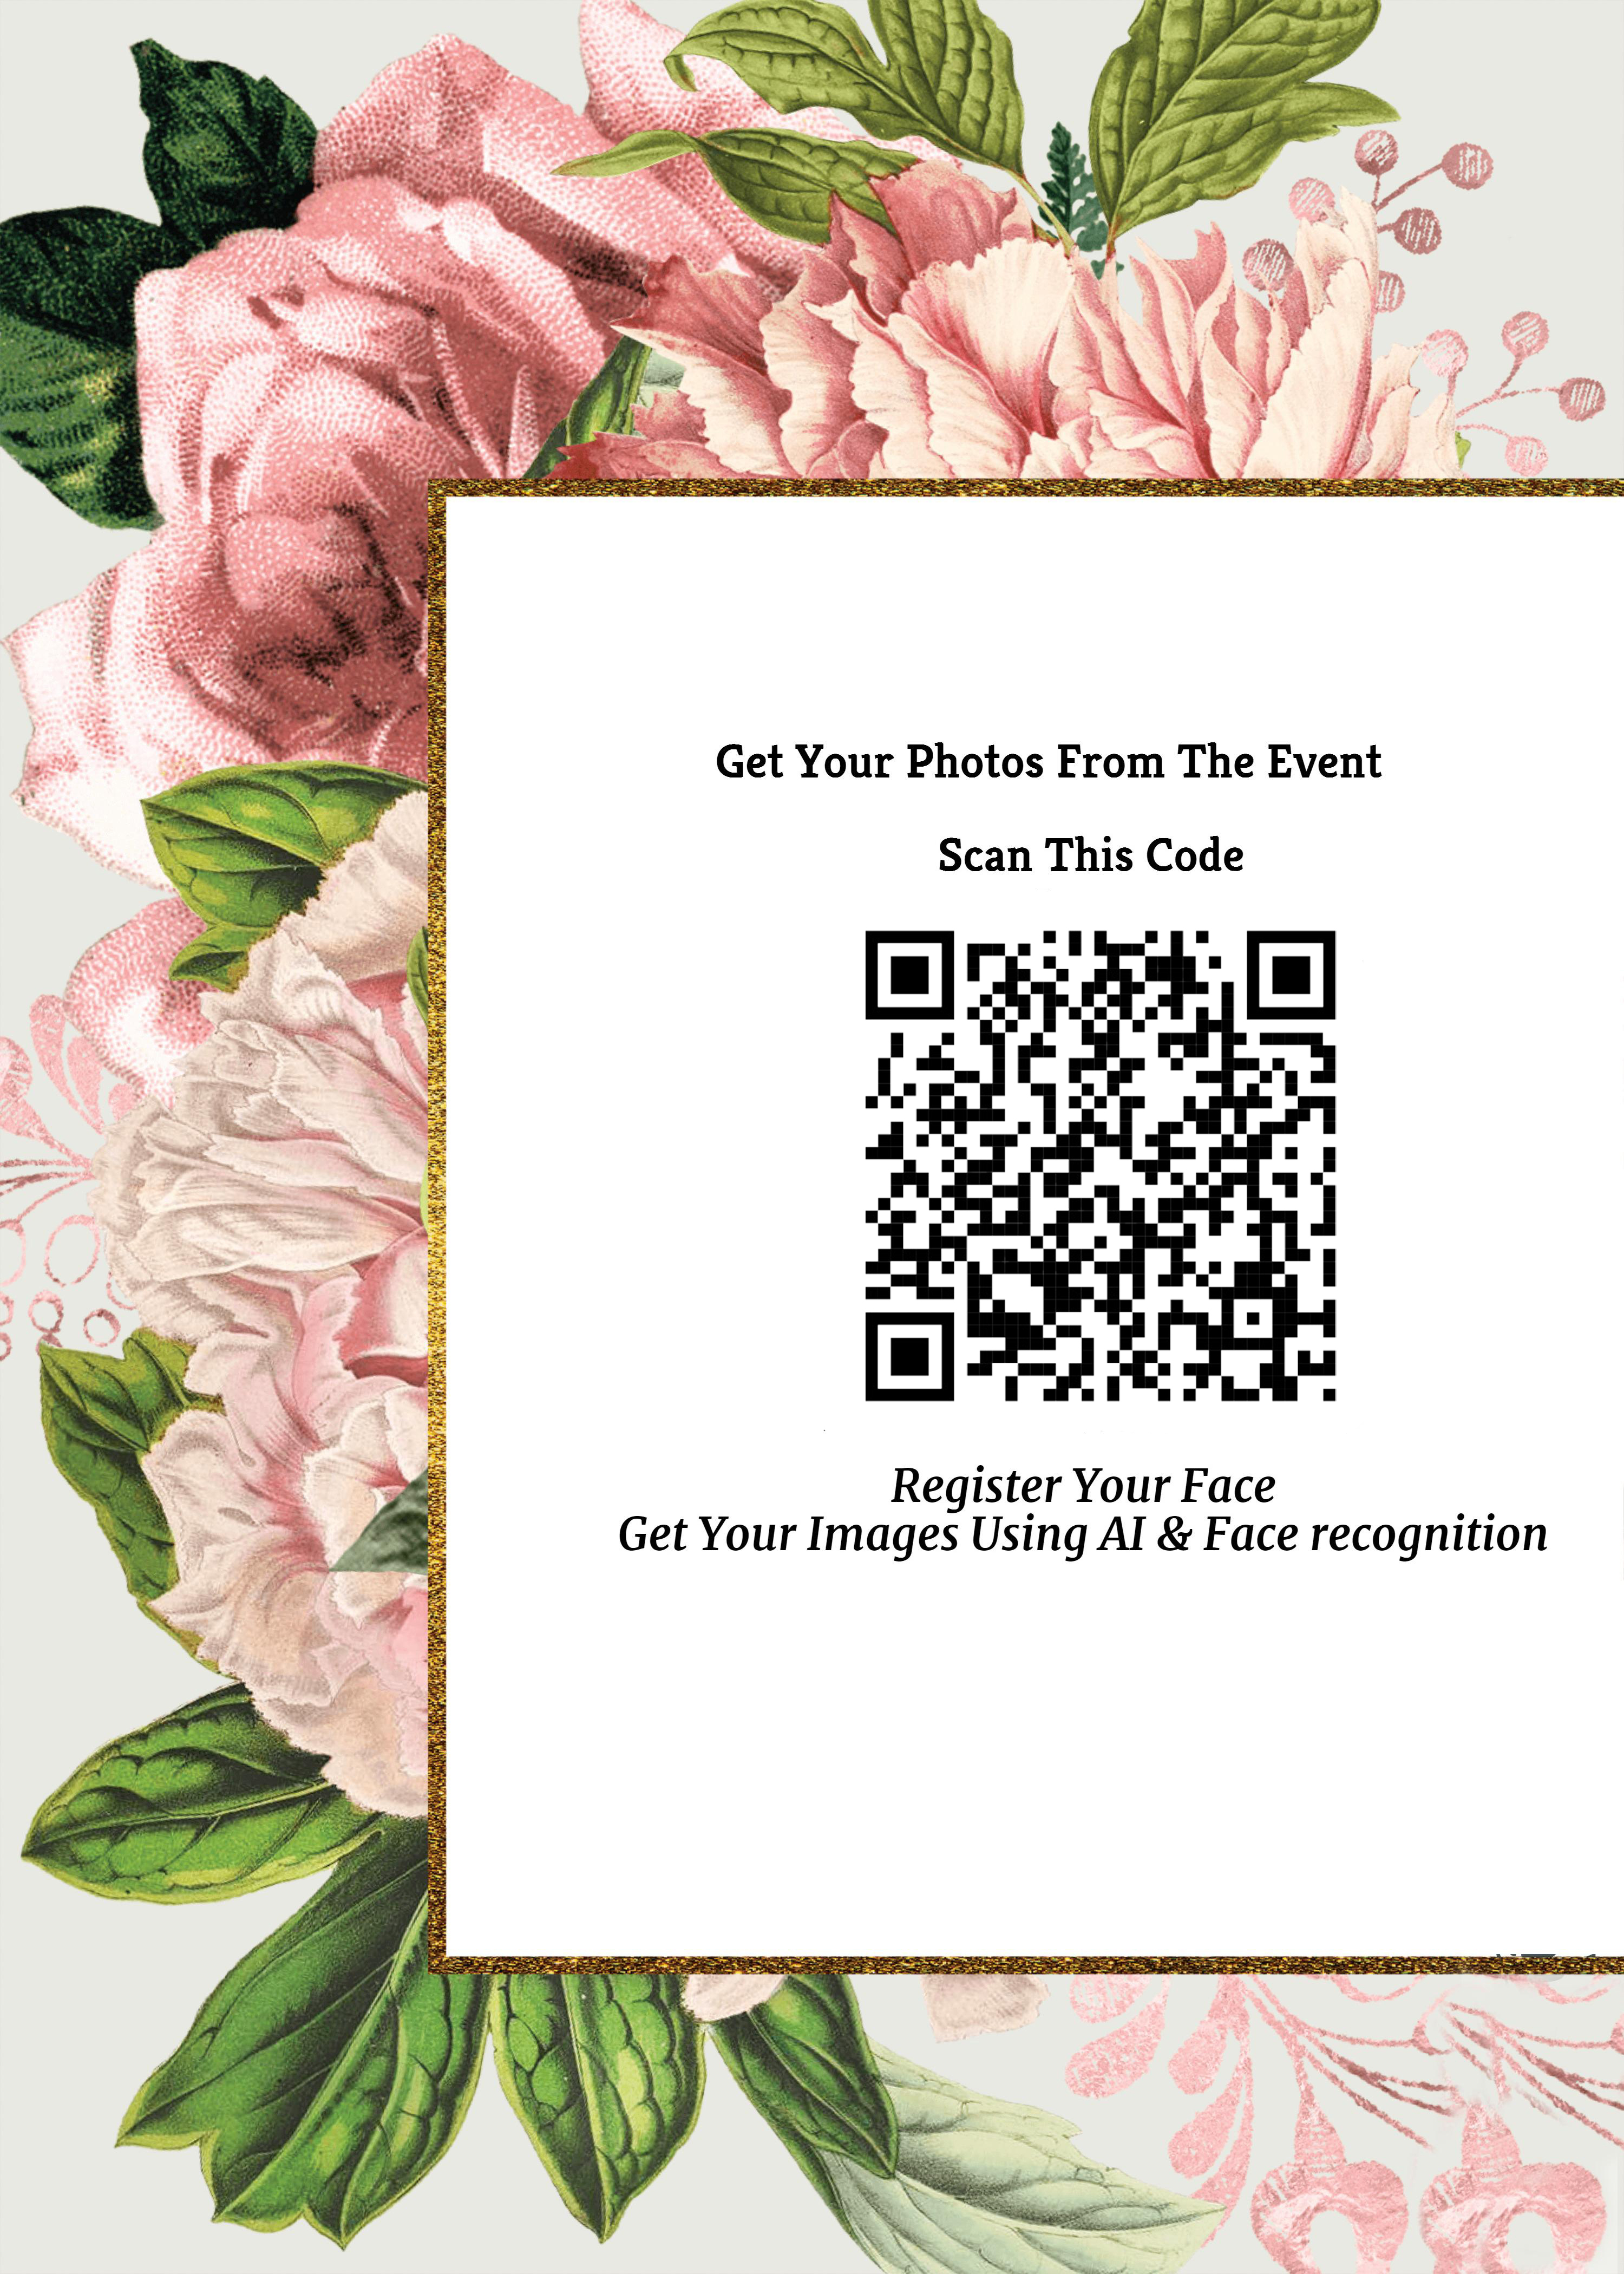 Get Your Photos From The Event
Scan This Code
Register Your Face
Get Your Images Using AI & Face recognition